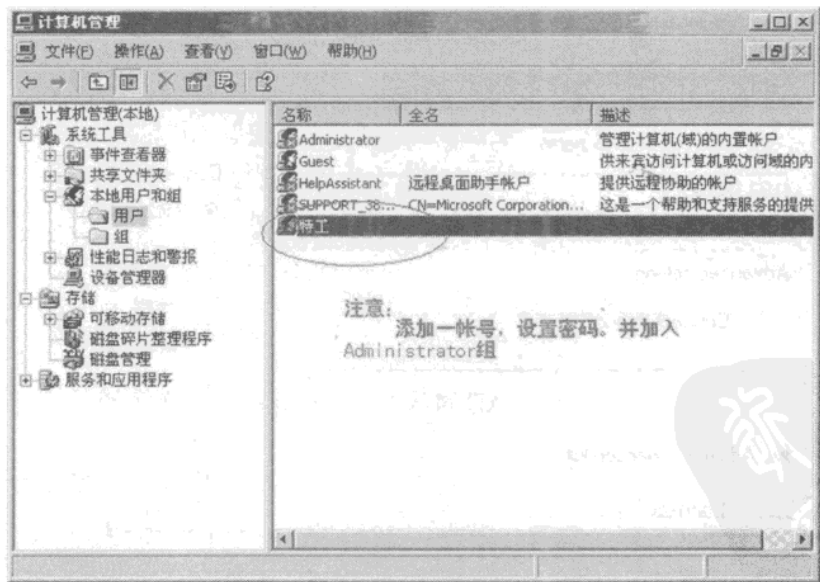 计算机管理
文件(F) 操作(A) 查看(V) 窗口(W) 帮助(H)
计算机管理(本地)
系统工具
事件查看器
共享文件夹
本地用户和组
用户
组
性能日志和警报
设备管理器
存储
可移动存储
磁盘碎片整理程序
磁盘管理
服务和应用程序
名称 全名 描述
Administrator 管理计算机(域)的内置帐户
Guest 供来宾访问计算机或访问域的内
HelpAssistant 远程桌面助手帐户 提供远程协助的帐户
SUPPORT_38... CN=Microsoft Corporation... 这是一个帮助和支持服务的提供
特工
注意:
添加一帐号，设置密码。并加入
Administrator组